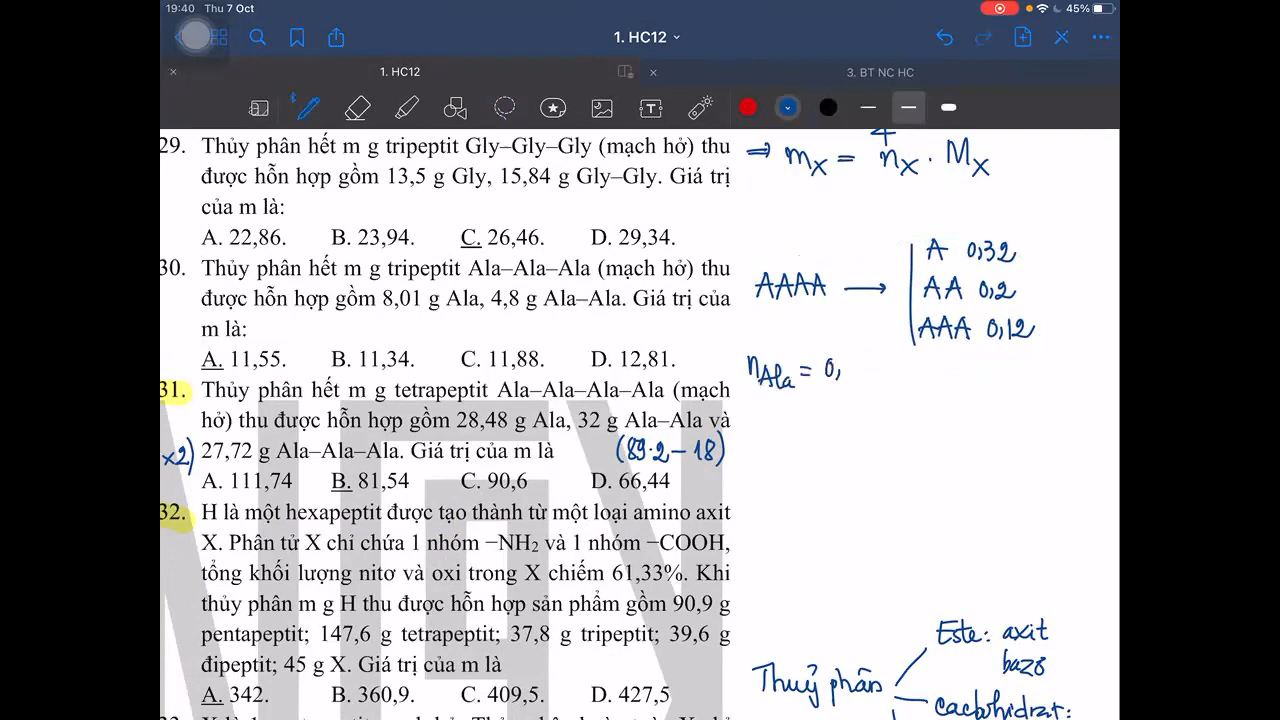 19:40 Thu 7 Oct
45%
1. HC12
1. HC12
3. BT NC HC
29. Thủy phân hết m g tripeptit Gly–Gly–Gly (mạch hở) thu
được hỗn hợp gồm 13,5 g Gly, 15,84 g Gly–Gly. Giá trị
của m là:
A. 22,86. B. 23,94. C. 26,46. D. 29,34.
30. Thủy phân hết m g tripeptit Ala–Ala–Ala (mạch hở) thu
được hỗn hợp gồm 8,01 g Ala, 4,8 g Ala–Ala. Giá trị của
m là:
A. 11,55. B. 11,34. C. 11,88. D. 12,81.
31. Thủy phân hết m g tetrapeptit Ala–Ala–Ala–Ala (mạch
hở) thu được hỗn hợp gồm 28,48 g Ala, 32 g Ala–Ala và
x2) 27,72 g Ala–Ala–Ala. Giá trị của m là (89.2 – 18)
A. 111,74 B. 81,54 C. 90,6 D. 66,44
32. H là một hexapeptit được tạo thành từ một loại amino axit
X. Phân tử X chỉ chứa 1 nhóm −NH₂ và 1 nhóm −COOH,
tổng khối lượng nitơ và oxi trong X chiếm 61,33%. Khi
thủy phân m g H thu được hỗn hợp sản phẩm gồm 90,9 g
pentapeptit; 147,6 g tetrapeptit; 37,8 g tripeptit; 39,6 g
đipeptit; 45 g X. Giá trị của m là
A. 342. B. 360,9. C. 409,5. D. 427,5
⇒ mX = nX . MX
A 0,32
AAAA → AA 0,2
AAA 0,12
nAla = 0,
Este: axit
bazơ
Thuỷ phân
cacbohidrat: